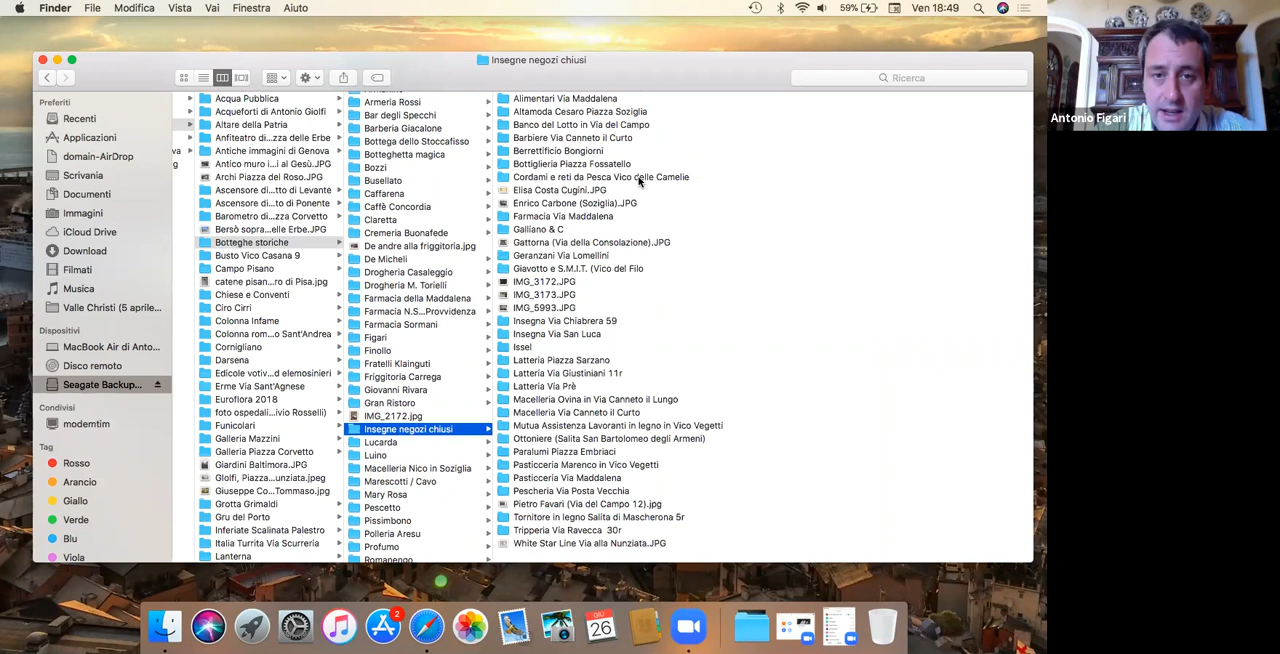 Finder File Modifica Vista Vai Finestra Aiuto 59% Ven 18:49
Insegne negozi chiusi
Ricerca
Antonio Figari
Preferiti
Recenti
Applicazioni
domain-AirDrop
Scrivania
Documenti
Immagini
iCloud Drive
Download
Filmati
Musica
Valle Christi (5 aprile...
Dispositivi
MacBook Air di Anto...
Disco remoto
Seagate Backup...
Condivisi
modemtim
Tag
Rosso
Arancio
Giallo
Verde
Blu
Viola
va
g
Acqua Pubblica
Acqueforti di Antonio Giolfi
Altare della Patria
Anfiteatro di...zza delle Erbe
Antiche immagini di Genova
Antico muro i...i al Gesù.JPG
Archi Piazza del Roso.JPG
Ascensore di...tto di Levante
Ascensore di...tto di Ponente
Barometro di...zza Corvetto
Bersò sopra...elle Erbe.JPG
Botteghe storiche
Busto Vico Casana 9
Campo Pisano
catene pisan...ro di Pisa.jpg
Chiese e Conventi
Ciro Cirri
Colonna Infame
Colonna rom...o Sant'Andrea
Cornigliano
Darsena
Edicole votiv...d elemosinieri
Erme Via Sant'Agnese
Euroflora 2018
foto ospedali...ivio Rosselli)
Funicolari
Galleria Mazzini
Galleria Piazza Corvetto
Giardini Baltimora.JPG
GIolfi, Piazza...unziata.jpeg
Giuseppe Co...Tommaso.jpg
Grotta Grimaldi
Gru del Porto
Inferiate Scalinata Palestro
Italia Turrita Via Scurreria
Lanterna
Armeria Rossi
Bar degli Specchi
Barberia Giacalone
Bottega dello Stoccafisso
Botteghetta magica
Bozzi
Busellato
Caffarena
Caffè Concordia
Claretta
Cremeria Buonafede
De andre alla friggitoria.jpg
De Micheli
Drogheria Casaleggio
Drogheria M. Torielli
Farmacia della Maddalena
Farmacia N.S...Provvidenza
Farmacia Sormani
Figari
Finollo
Fratelli Klainguti
Friggitoria Carrega
Giovanni Rivara
Gran Ristoro
IMG_2172.jpg
Insegne negozi chiusi
Lucarda
Luino
Macelleria Nico in Soziglia
Marescotti / Cavo
Mary Rosa
Pescetto
Pissimbono
Polleria Aresu
Profumo
Romanengo
Alimentari Via Maddalena
Altamoda Cesaro Piazza Soziglia
Banco del Lotto in Via del Campo
Barbiere Via Canneto il Curto
Berrettificio Bongiorni
Bottiglieria Piazza Fossatello
Cordami e reti da Pesca Vico delle Camelie
Elisa Costa Cugini.JPG
Enrico Carbone (Soziglia).JPG
Farmacia Via Maddalena
Galliano & C
Gattorna (Via della Consolazione).JPG
Geranzani Via Lomellini
Giavotto e S.M.I.T. (Vico del Filo
IMG_3172.JPG
IMG_3173.JPG
IMG_5993.JPG
Insegna Via Chiabrera 59
Insegna Via San Luca
Issel
Latteria Piazza Sarzano
Latteria Via Giustiniani 11r
Latteria Via Prè
Macelleria Ovina in Via Canneto il Lungo
Macelleria Via Canneto il Curto
Mutua Assistenza Lavoranti in legno in Vico Vegetti
Ottoniere (Salita San Bartolomeo degli Armeni)
Paralumi Piazza Embriaci
Pasticceria Marenco in Vico Vegetti
Pasticceria Via Maddalena
Pescheria Via Posta Vecchia
Pietro Favari (Via del Campo 12).jpg
Tornitore in legno Salita di Mascherona 5r
Tripperia Via Ravecca 30r
White Star Line Via alla Nunziata.JPG
2
GIU
26